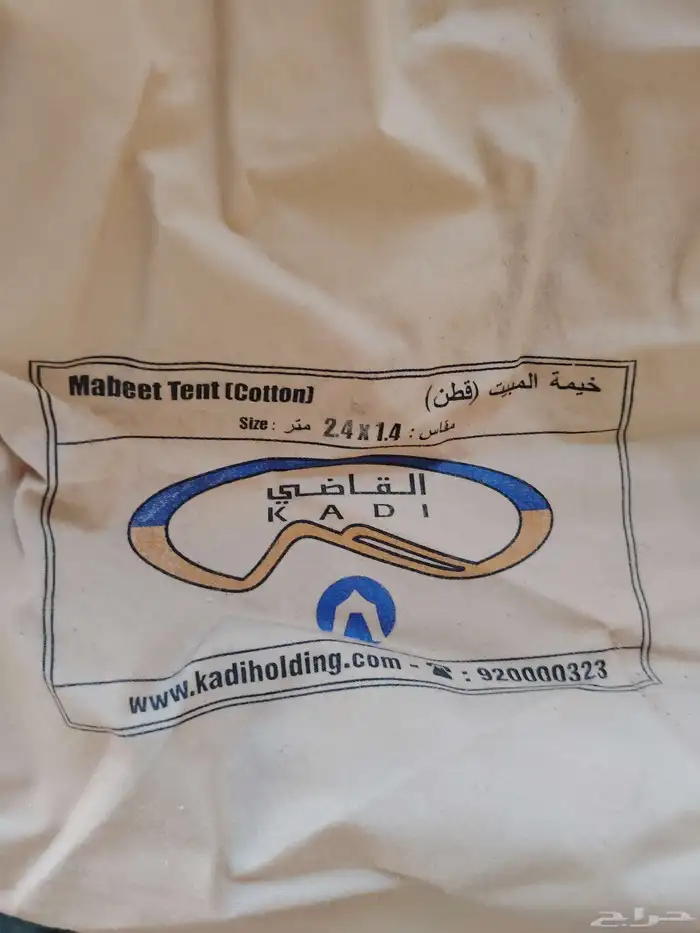 Mabeet Tent (Cotton) خيمة المبيت (قطن)
Size : متر 2.4 x 1.4 : مقاس
القاضي
KADI
www.kadiholding.com - ☎ : 920000323
حراج